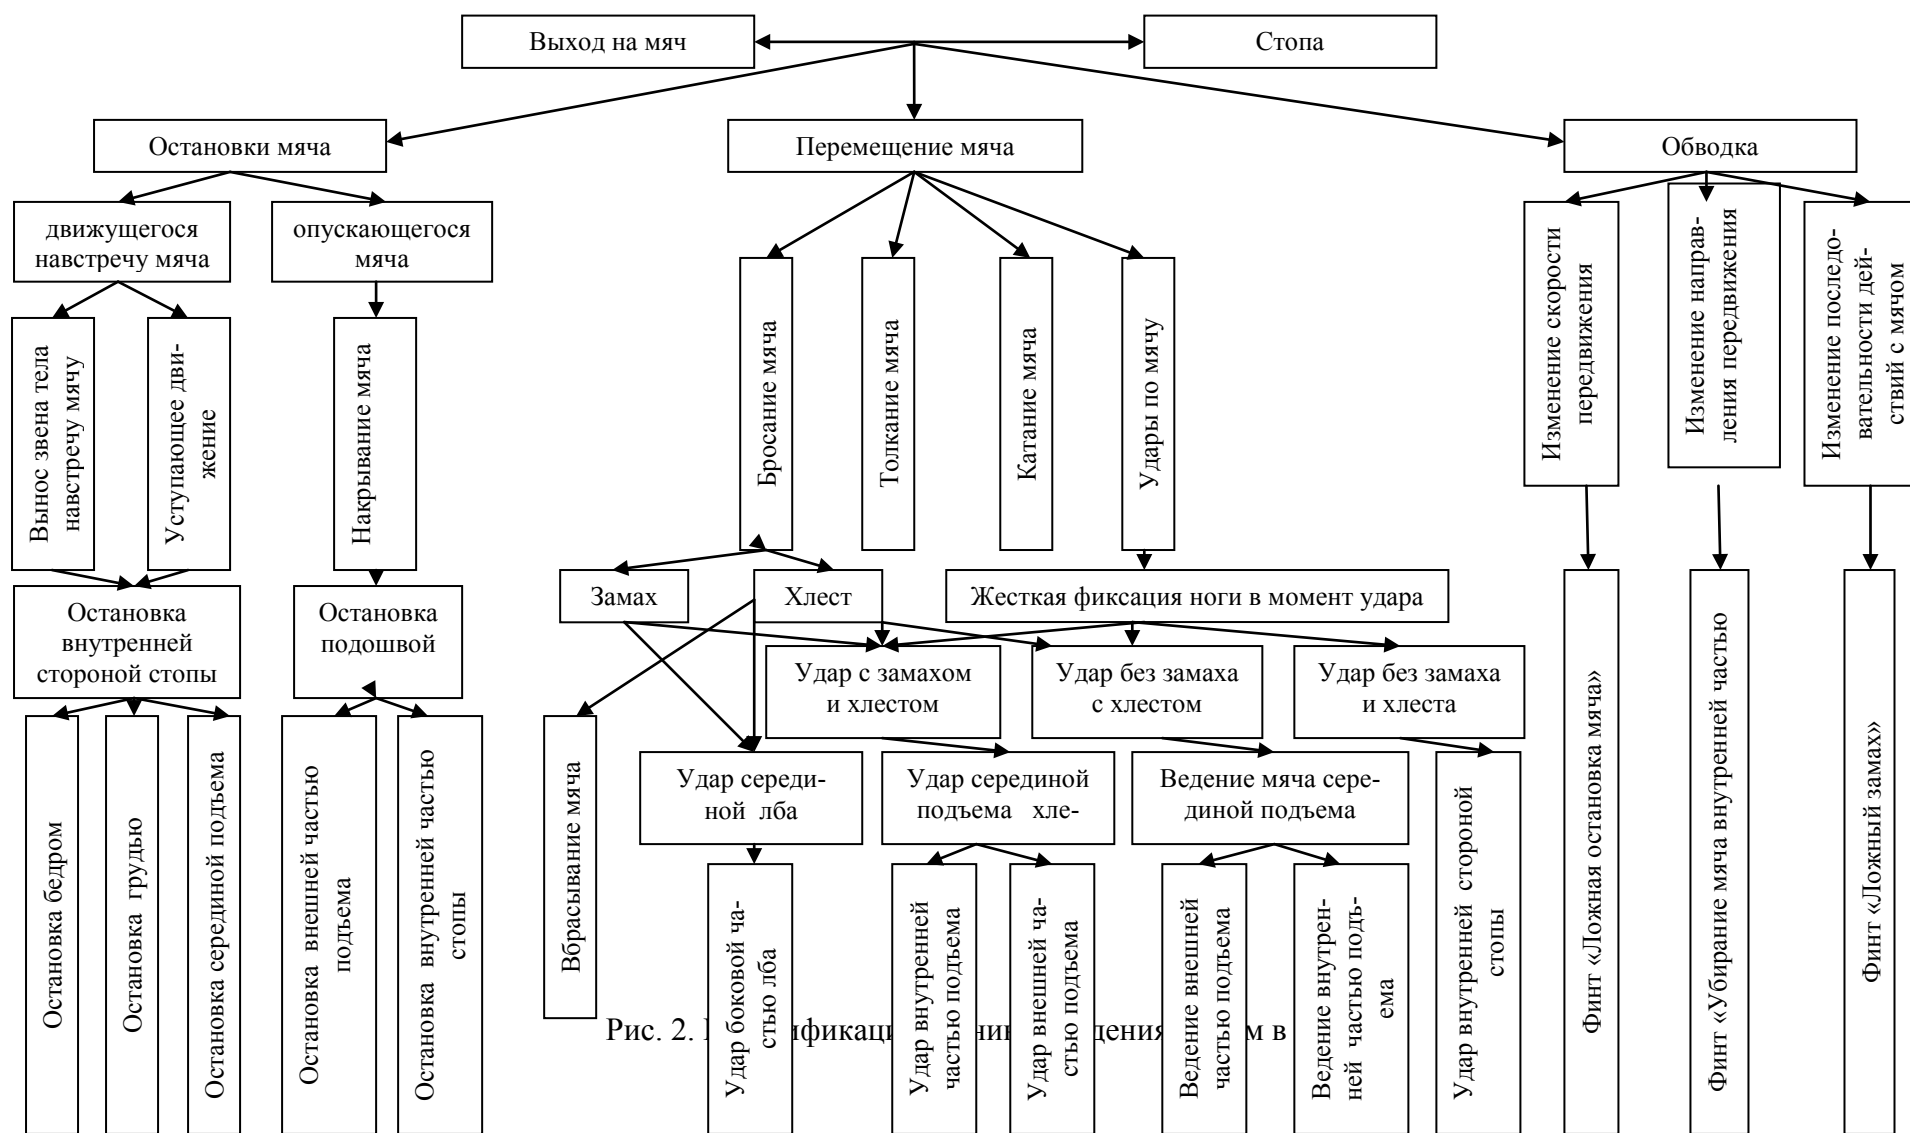 Выход на мяч
Стопа
Остановки мяча
Перемещение мяча
Обводка
движущегося
навстречу мяча
опускающегося
мяча
Вынос звена тела
навстречу мячу
Уступающее дви-
жение
Накрывание мяча
Бросание мяча
Толкание мяча
Катание мяча
Удары по мячу
Изменение скорости
передвижения
Изменение направ-
ления передвижения
Изменение последо-
вательности дей-
ствий с мячом
Замах
Хлест
Жесткая фиксация ноги в момент удара
Остановка
внутренней
стороной стопы
Остановка
подошвой
Удар с замахом
и хлестом
Удар без замаха
с хлестом
Удар без замаха
и хлеста
Остановка бедром
Остановка грудью
Остановка серединой подъема
Остановка внешней частью
подъема
Остановка внутренней частью
стопы
Вбрасывание мяча
Удар середи-
ной лба
Удар серединой
подъема хле-
Ведение мяча сере-
диной подъема
Удар боковой ча-
стью лба
Удар внутренней
частью подъема
Удар внешней ча-
стью подъема
Ведение внешней
частью подъема
Ведение внутрен-
ней частью подъ-
ема
Удар внутренней стороной
стопы
Финт «Ложная остановка мяча»
Финт «Убирание мяча внутренней частью
Финт «Ложный замах»
Рис. 2. в